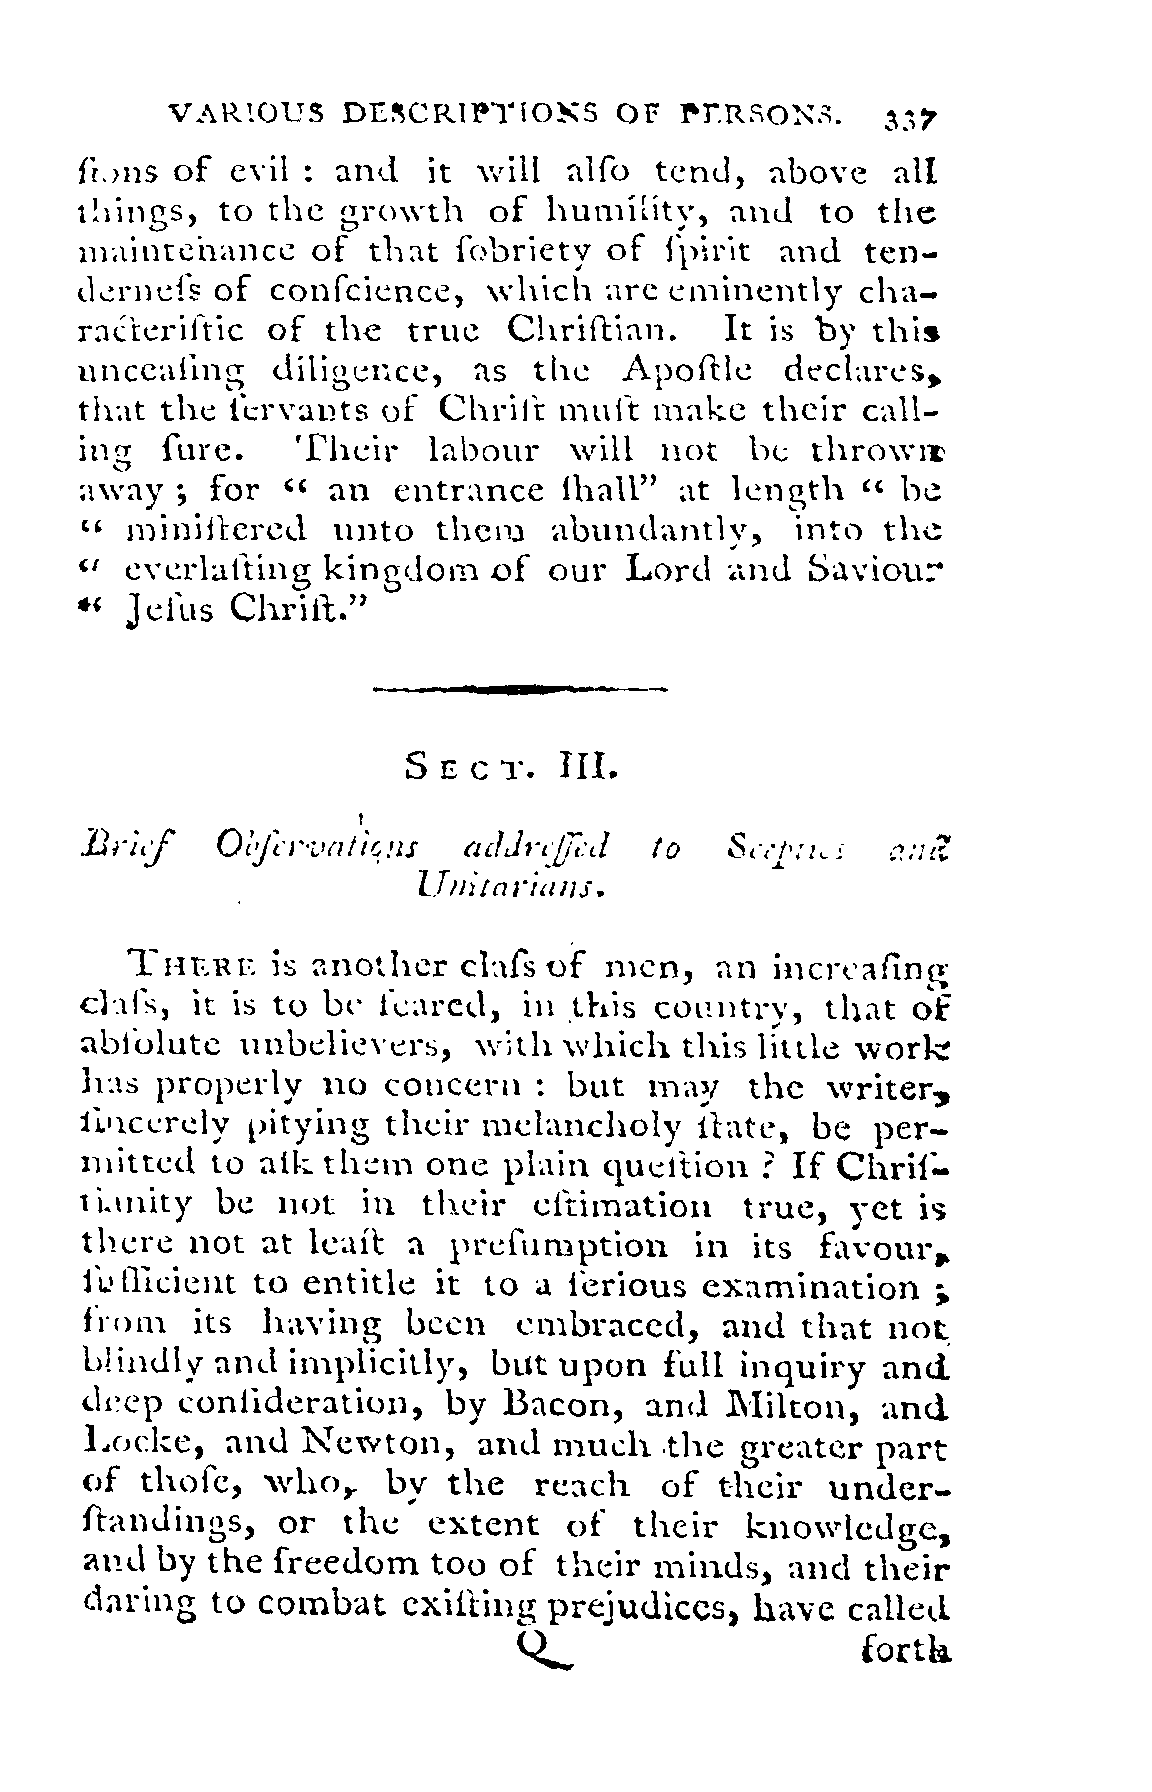 VARIOUS DESCRIPTIONS OF PERSONS. 337
ſions of evil : and it will alſo tend, above all
things, to the growth of humility, and to the
maintenance of that ſobriety of ſpirit and ten-
derneſs of conſcience, which are eminently cha-
racteriſtic of the true Chriſtian. It is by this
unceaſing diligence, as the Apoſtle declares,
that the ſervants of Chriſt muſt make their call-
ing ſure. Their labour will not be thrown
away ; for “ an entrance ſhall” at length “ be
“ miniſtered unto them abundantly, into the
“ everlaſting kingdom of our Lord and Saviour
“ Jeſus Chriſt.”
SECT. III.
Brief Obſervations addreſſed to Sceptics and
Unitarians.
THERE is another claſs of men, an increaſing
claſs, it is to be feared, in this country, that of
abſolute unbelievers, with which this little work
has properly no concern : but may the writer,
ſincerely pitying their melancholy ſtate, be per-
mitted to aſk them one plain queſtion ? If Chriſ-
tianity be not in their eſtimation true, yet is
there not at leaſt a preſumption in its favour,
ſufficient to entitle it to a ſerious examination ;
from its having been embraced, and that not
blindly and implicitly, but upon full inquiry and
deep conſideration, by Bacon, and Milton, and
Locke, and Newton, and much the greater part
of thoſe, who, by the reach of their under-
ſtandings, or the extent of their knowledge,
and by the freedom too of their minds, and their
daring to combat exiſting prejudices, have called
Q forth